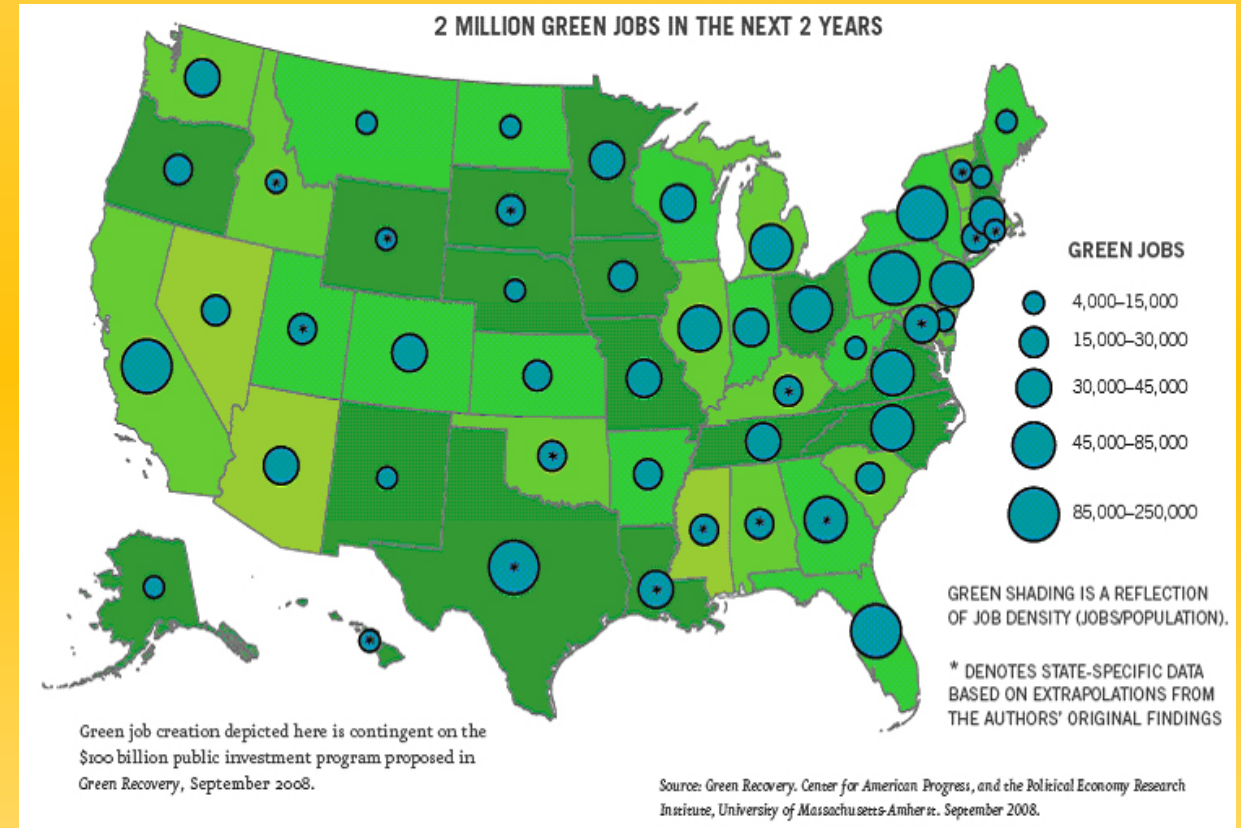 2 MILLION GREEN JOBS IN THE NEXT 2 YEARS
GREEN JOBS
4,000–15,000
15,000–30,000
30,000–45,000
45,000–85,000
85,000–250,000
GREEN SHADING IS A REFLECTION
OF JOB DENSITY (JOBS/POPULATION).
* DENOTES STATE-SPECIFIC DATA
BASED ON EXTRAPOLATIONS FROM
THE AUTHORS' ORIGINAL FINDINGS
Green job creation depicted here is contingent on the
$100 billion public investment program proposed in
Green Recovery, September 2008.
Source: Green Recovery. Center for American Progress, and the Political Economy Research
Institute, University of Massachusetts-Amherst. September 2008.